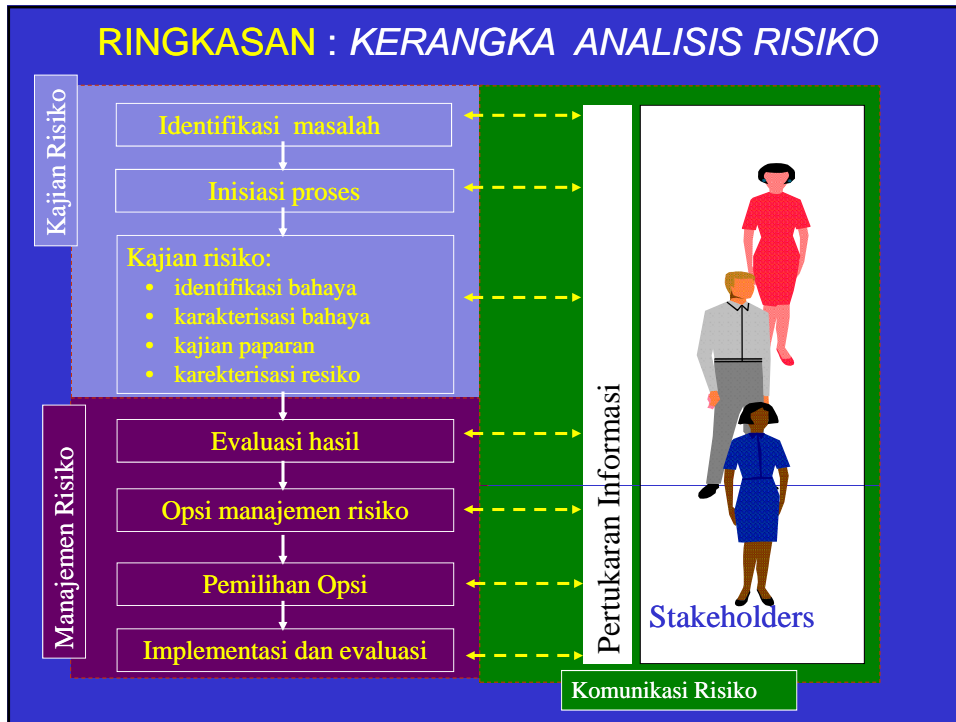 RINGKASAN : KERANGKA ANALISIS RISIKO
Kajian Risiko
Identifikasi masalah
Inisiasi proses
Kajian risiko:
• identifikasi bahaya
• karakterisasi bahaya
• kajian paparan
• karekterisasi resiko
Manajemen Risiko
Evaluasi hasil
Opsi manajemen risiko
Pemilihan Opsi
Implementasi dan evaluasi
Pertukaran Informasi
Stakeholders
Komunikasi Risiko